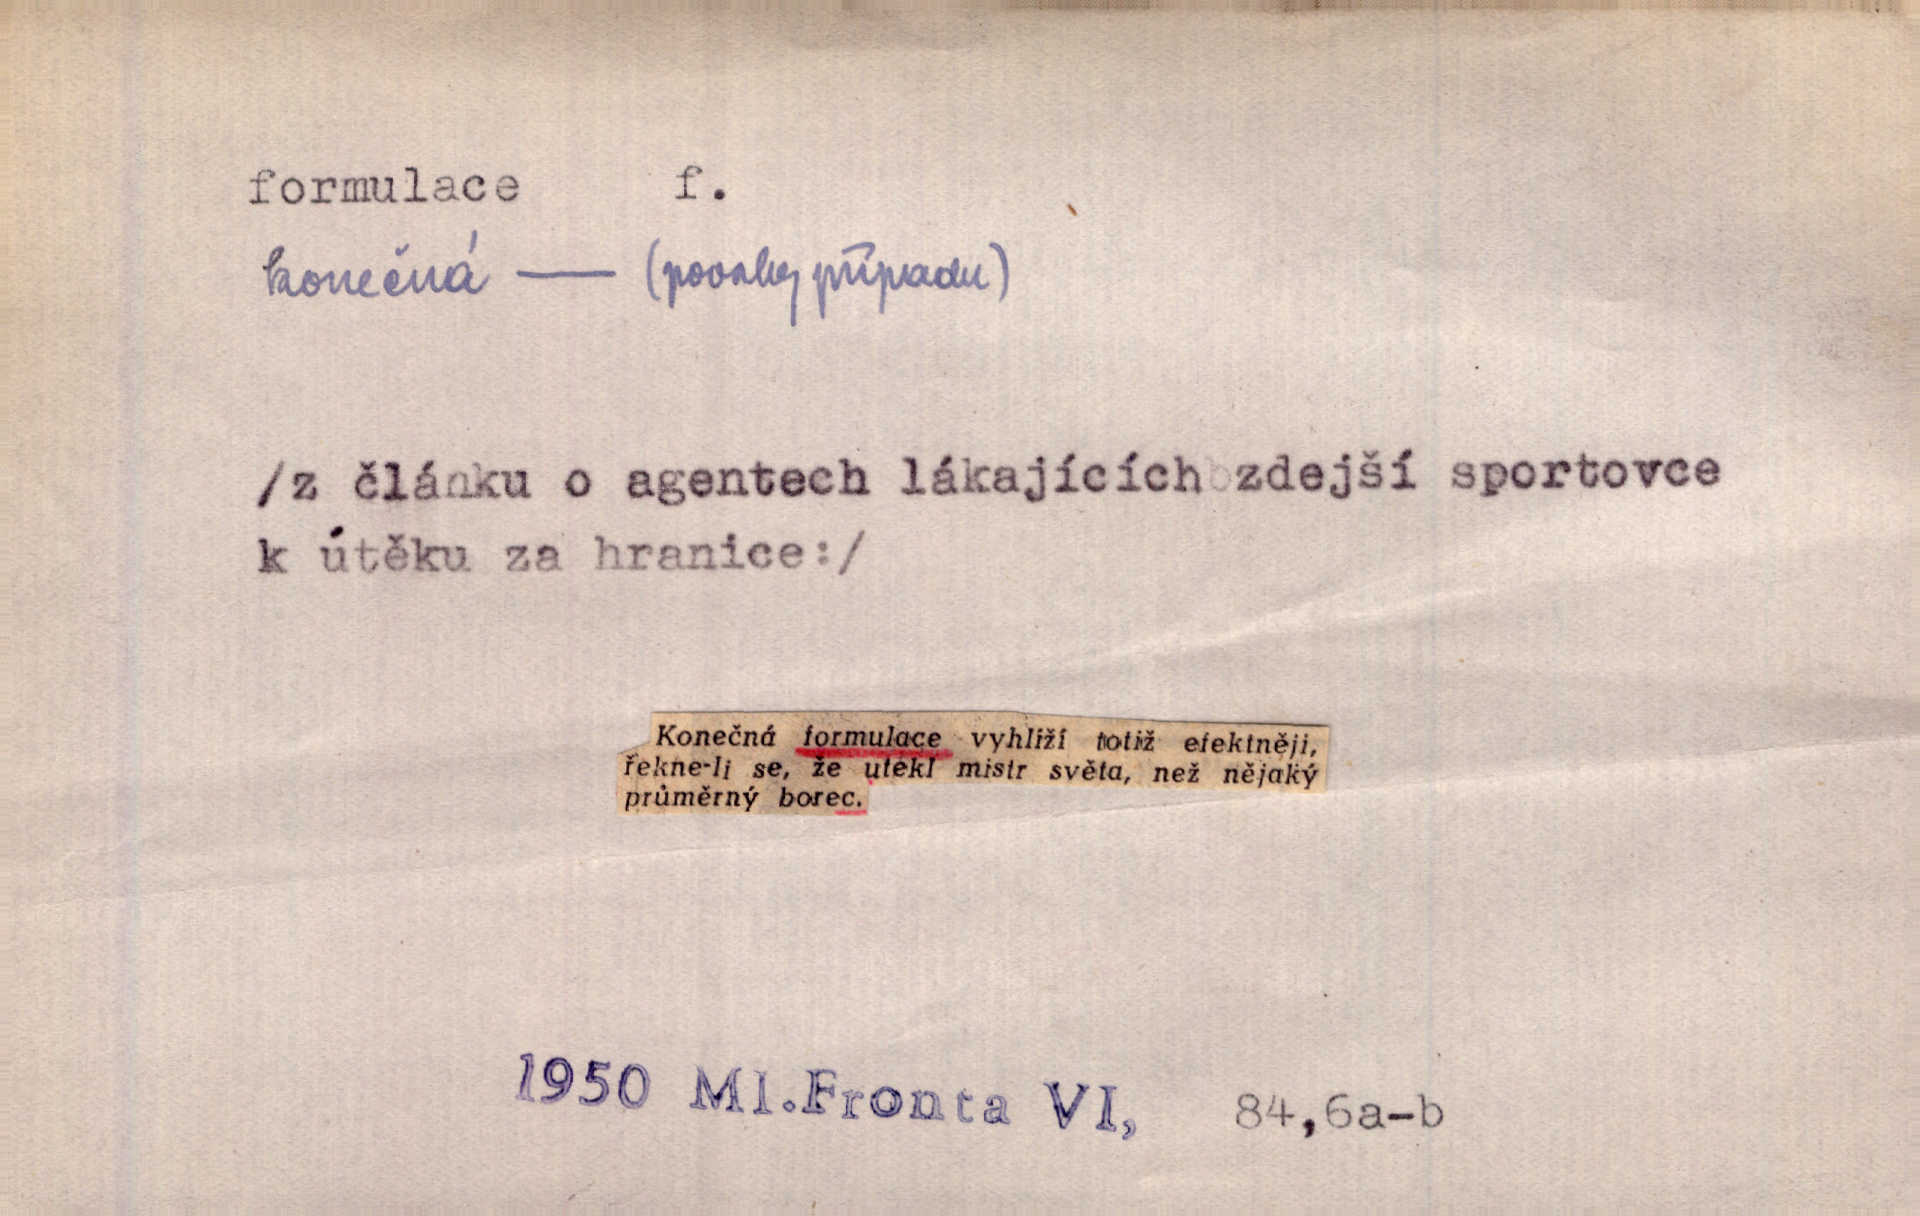 formulace f.
konečná — (povahy případu)
/z článku o agentech lákajících zdejší sportovce
k útěku za hranice:/
Konečná formulace vyhlíží totiž efektněji,
řekne-li se, že utekl mistr světa, než nějaký
průměrný borec.
1950 Ml.Fronta VI, 84,6a-b